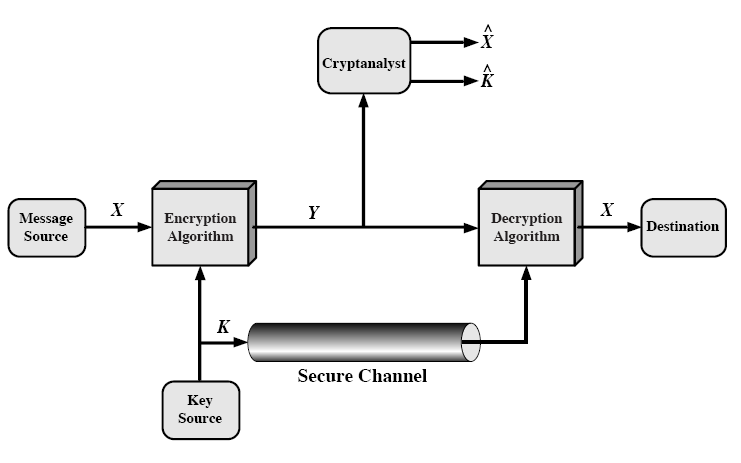 X̂
Cryptanalyst
K̂
Message
Source
X
Encryption
Algorithm
Y
Decryption
Algorithm
X
Destination
K
Secure Channel
Key
Source